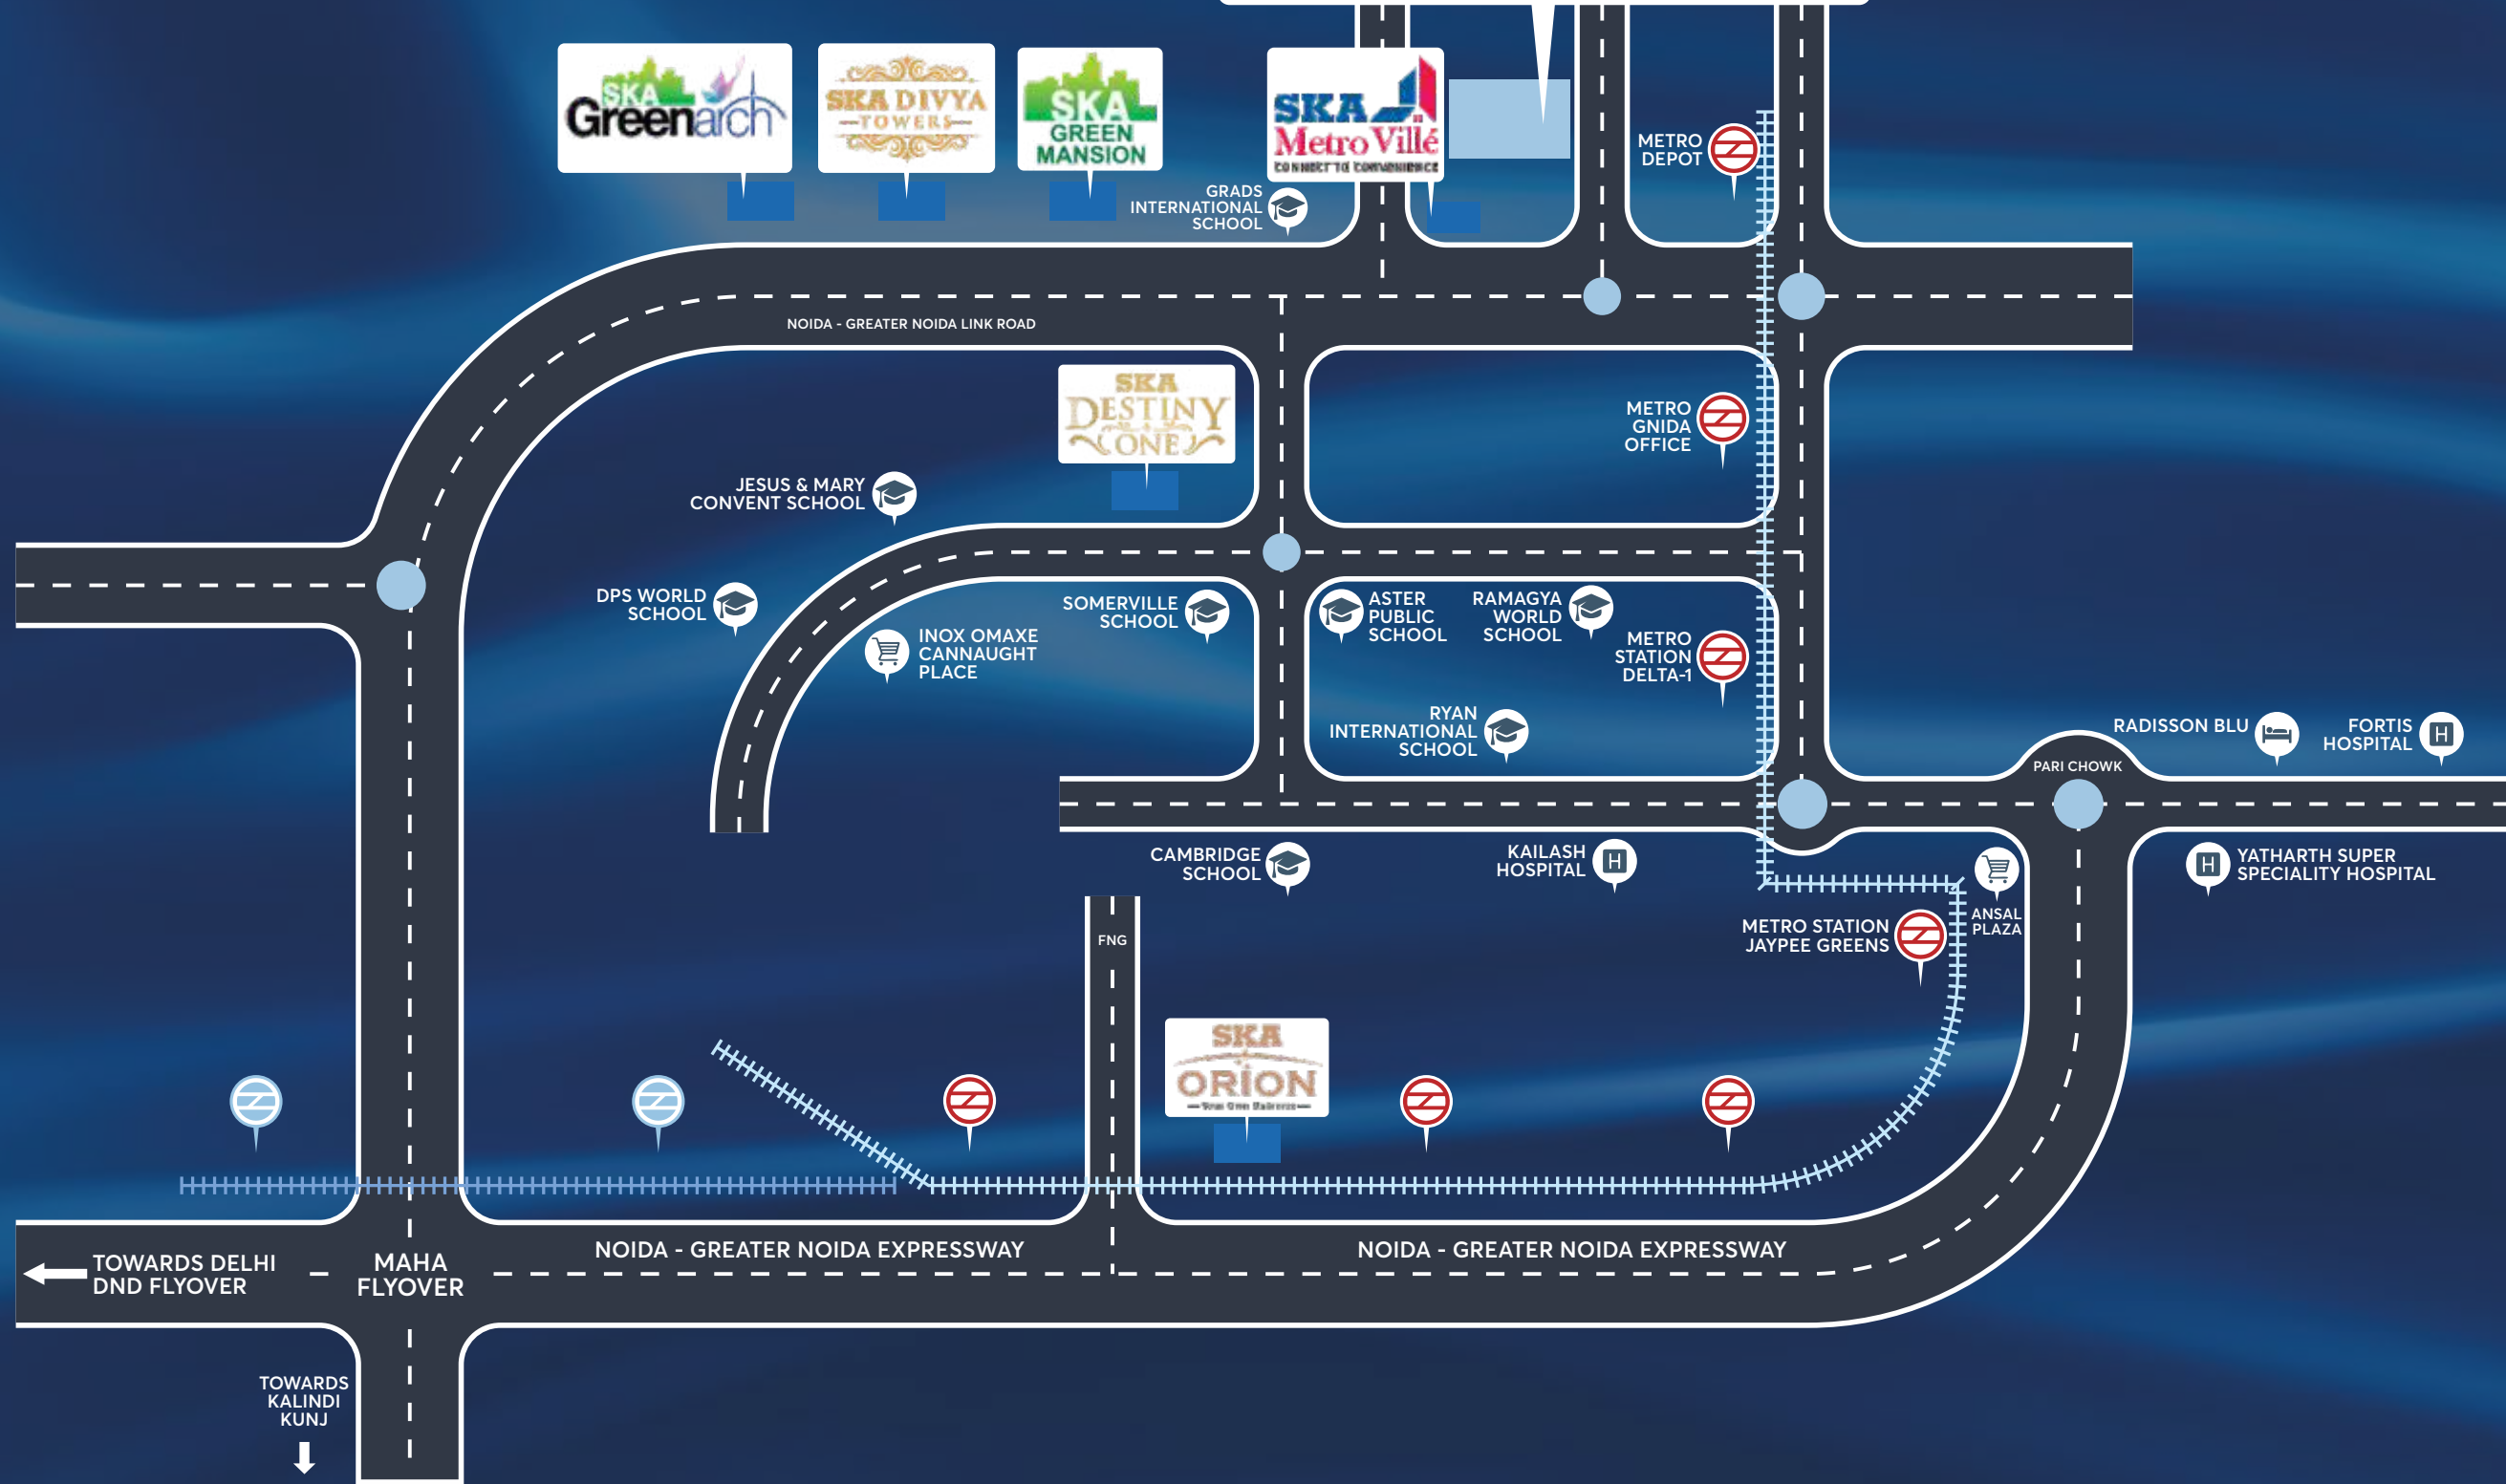 SKA
Greenarch
SKA DIVYA
TOWERS
SKA
GREEN
MANSION
SKA
Metro Villé
CONNECT TO CONVENIENCE
METRO
DEPOT
GRADS
INTERNATIONAL
SCHOOL
NOIDA - GREATER NOIDA LINK ROAD
SKA
DESTINY
ONE
METRO
GNIDA
OFFICE
JESUS & MARY
CONVENT SCHOOL
DPS WORLD
SCHOOL
INOX OMAXE
CANNAUGHT
PLACE
SOMERVILLE
SCHOOL
ASTER
PUBLIC
SCHOOL
RAMAGYA
WORLD
SCHOOL
METRO
STATION
DELTA-1
RYAN
INTERNATIONAL
SCHOOL
PARI CHOWK
RADISSON BLU
FORTIS
HOSPITAL
CAMBRIDGE
SCHOOL
KAILASH
HOSPITAL
YATHARTH SUPER
SPECIALITY HOSPITAL
ANSAL
PLAZA
METRO STATION
JAYPEE GREENS
FNG
SKA
ORION
NOIDA - GREATER NOIDA EXPRESSWAY
NOIDA - GREATER NOIDA EXPRESSWAY
TOWARDS DELHI
DND FLYOVER
MAHA
FLYOVER
TOWARDS
KALINDI
KUNJ